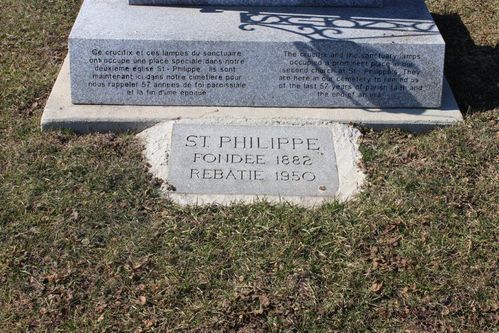 Ce crucifix et ces lampes du sanctuaire
ont occupé une place spéciale dans notre
deuxième église St-Philippe. Ils sont
maintenant ici dans notre cimetière pour
nous rappeler 57 années de foi paroissiale
et la fin d'une époque.
The crucifix and the sanctuary lamps
occupied a prominent place in our
second church at St. Philippe's. They
are here in our cemetery to remind us
of the last 57 years of parish faith and
the end of an era.
ST. PHILIPPE
FONDEE 1882
REBATIE 1950